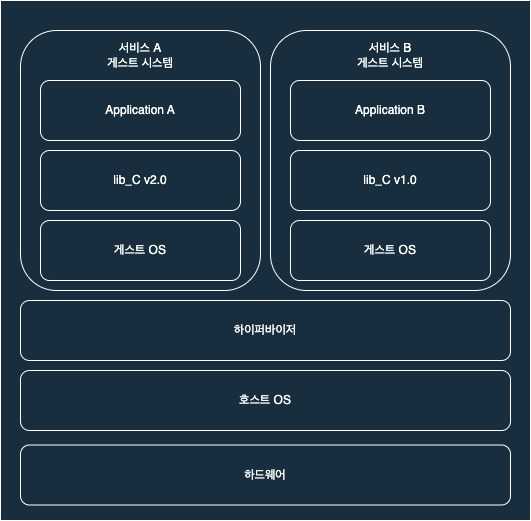 서비스 A
게스트 시스템
Application A
lib_C v2.0
게스트 OS
서비스 B
게스트 시스템
Application B
lib_C v1.0
게스트 OS
하이퍼바이저
호스트 OS
하드웨어